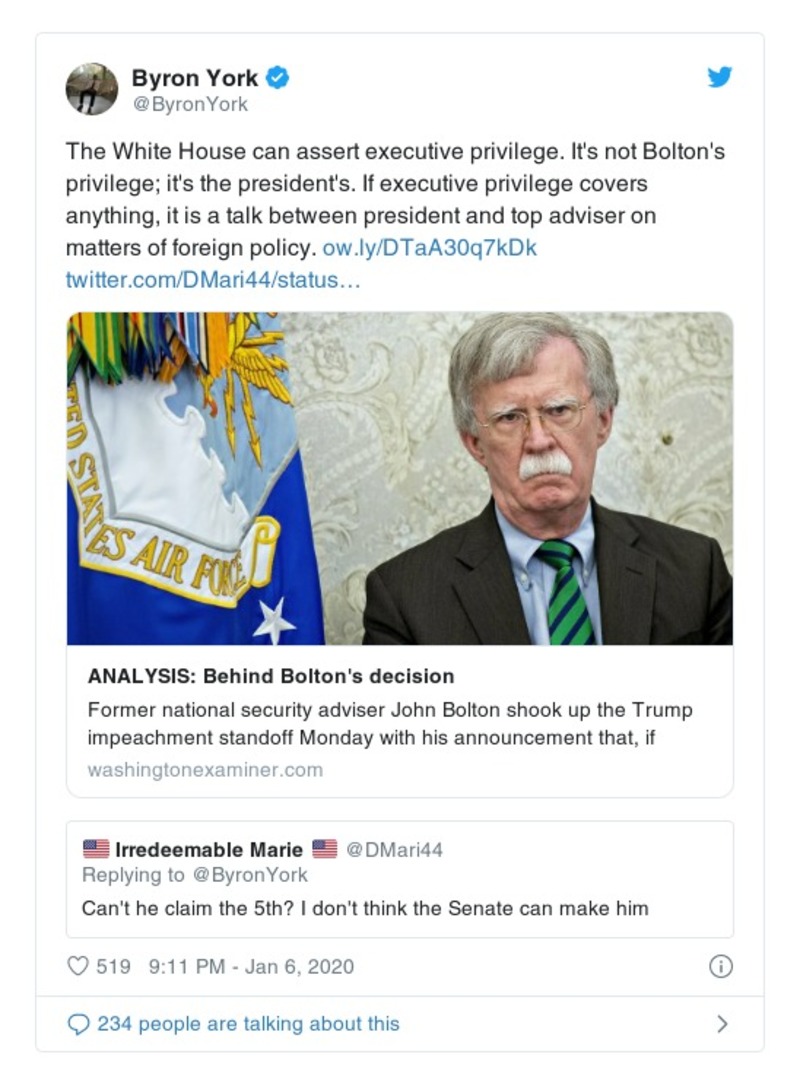 Byron York
@ByronYork
The White House can assert executive privilege. It's not Bolton's
privilege; it's the president's. If executive privilege covers
anything, it is a talk between president and top adviser on
matters of foreign policy. ow.ly/DTaA30q7kDk
twitter.com/DMari44/status…
TED STATES AIR FORCE
ANALYSIS: Behind Bolton's decision
Former national security adviser John Bolton shook up the Trump
impeachment standoff Monday with his announcement that, if
washingtonexaminer.com
🇺🇸 Irredeemable Marie 🇺🇸 @DMari44
Replying to @ByronYork
Can't he claim the 5th? I don't think the Senate can make him
519 9:11 PM - Jan 6, 2020
234 people are talking about this